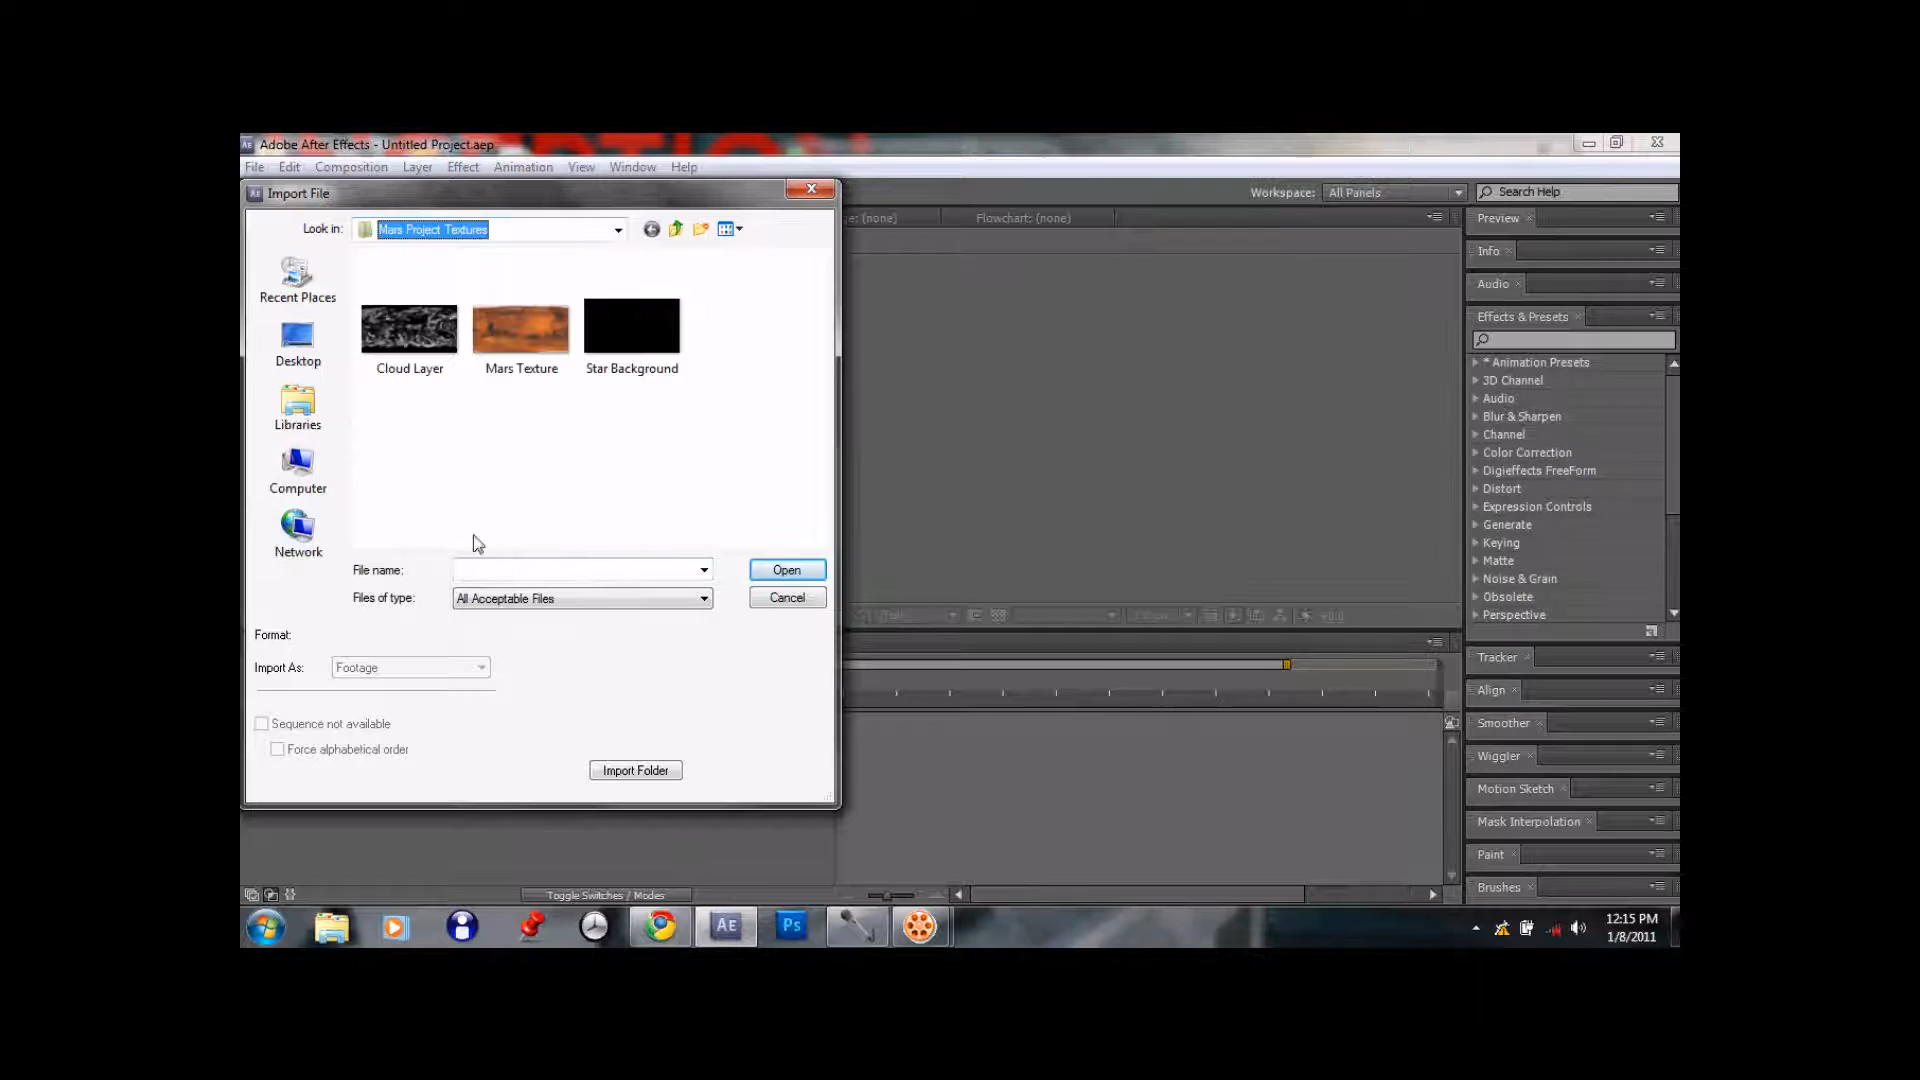 Adobe After Effects - Untitled Project.aep
File Edit Composition Layer Effect Animation View Window Help
Import File
Workspace: All Panels
Search Help
Look in: Mars Project Textures
(none)
Flowchart: (none)
Preview
Info
Audio
Effects & Presets
* Animation Presets
3D Channel
Audio
Blur & Sharpen
Channel
Color Correction
Digieffects FreeForm
Distort
Expression Controls
Generate
Keying
Matte
Noise & Grain
Obsolete
Perspective
Recent Places
Desktop
Libraries
Computer
Network
Cloud Layer
Mars Texture
Star Background
File name:
Open
Files of type: All Acceptable Files
Cancel
Format:
Import As: Footage
Sequence not available
Force alphabetical order
Import Folder
Tracker
Align
Smoother
Wiggler
Motion Sketch
Mask Interpolation
Paint
Brushes
Toggle Switches / Modes
AE
Ps
12:15 PM
1/8/2011